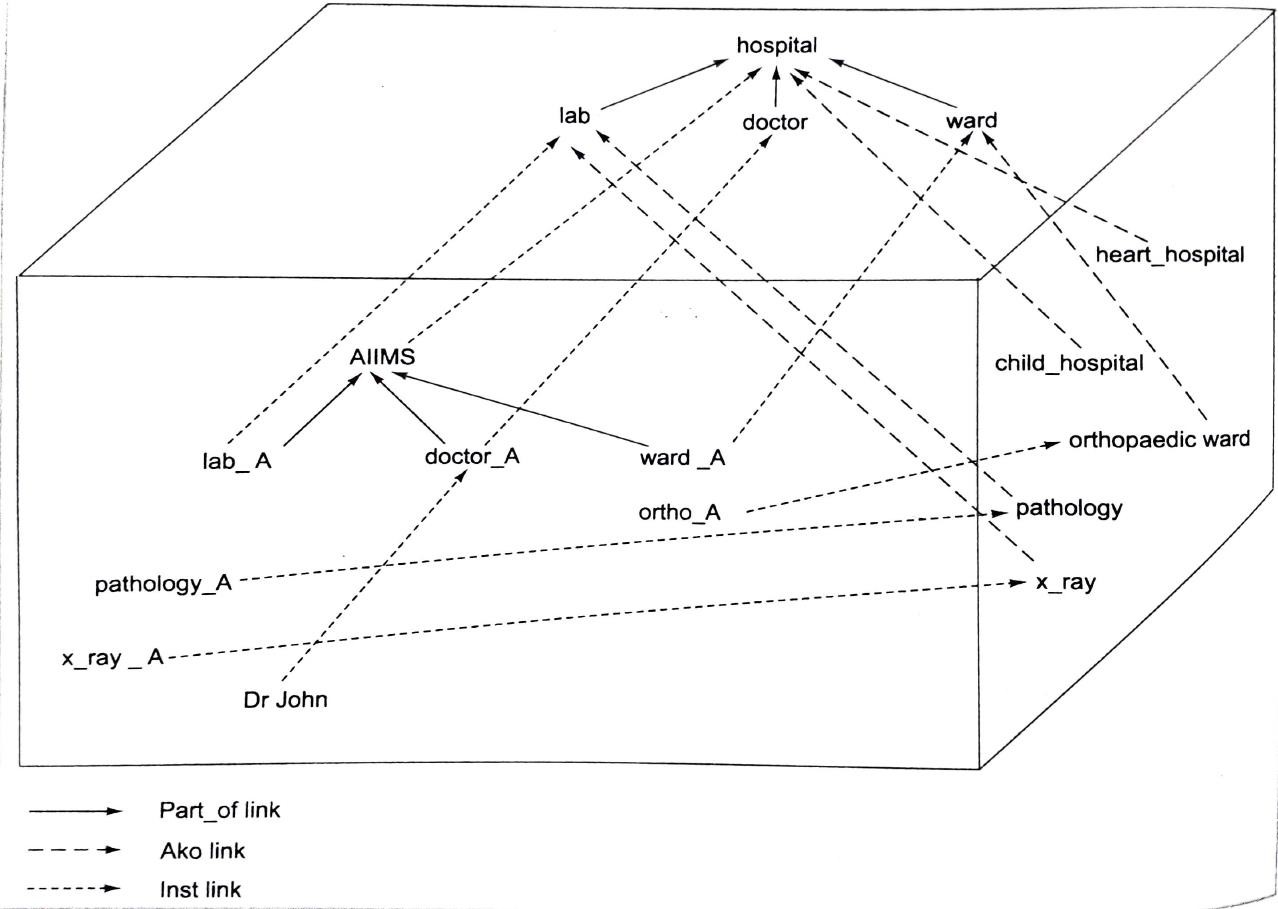 hospital
lab
doctor
ward
heart_hospital
AIIMS
child_hospital
lab_ A
doctor_A
ward _A
orthopaedic ward
ortho_A
pathology
pathology_A
x_ray
x_ray _ A
Dr John
Part_of link
Ako link
Inst link